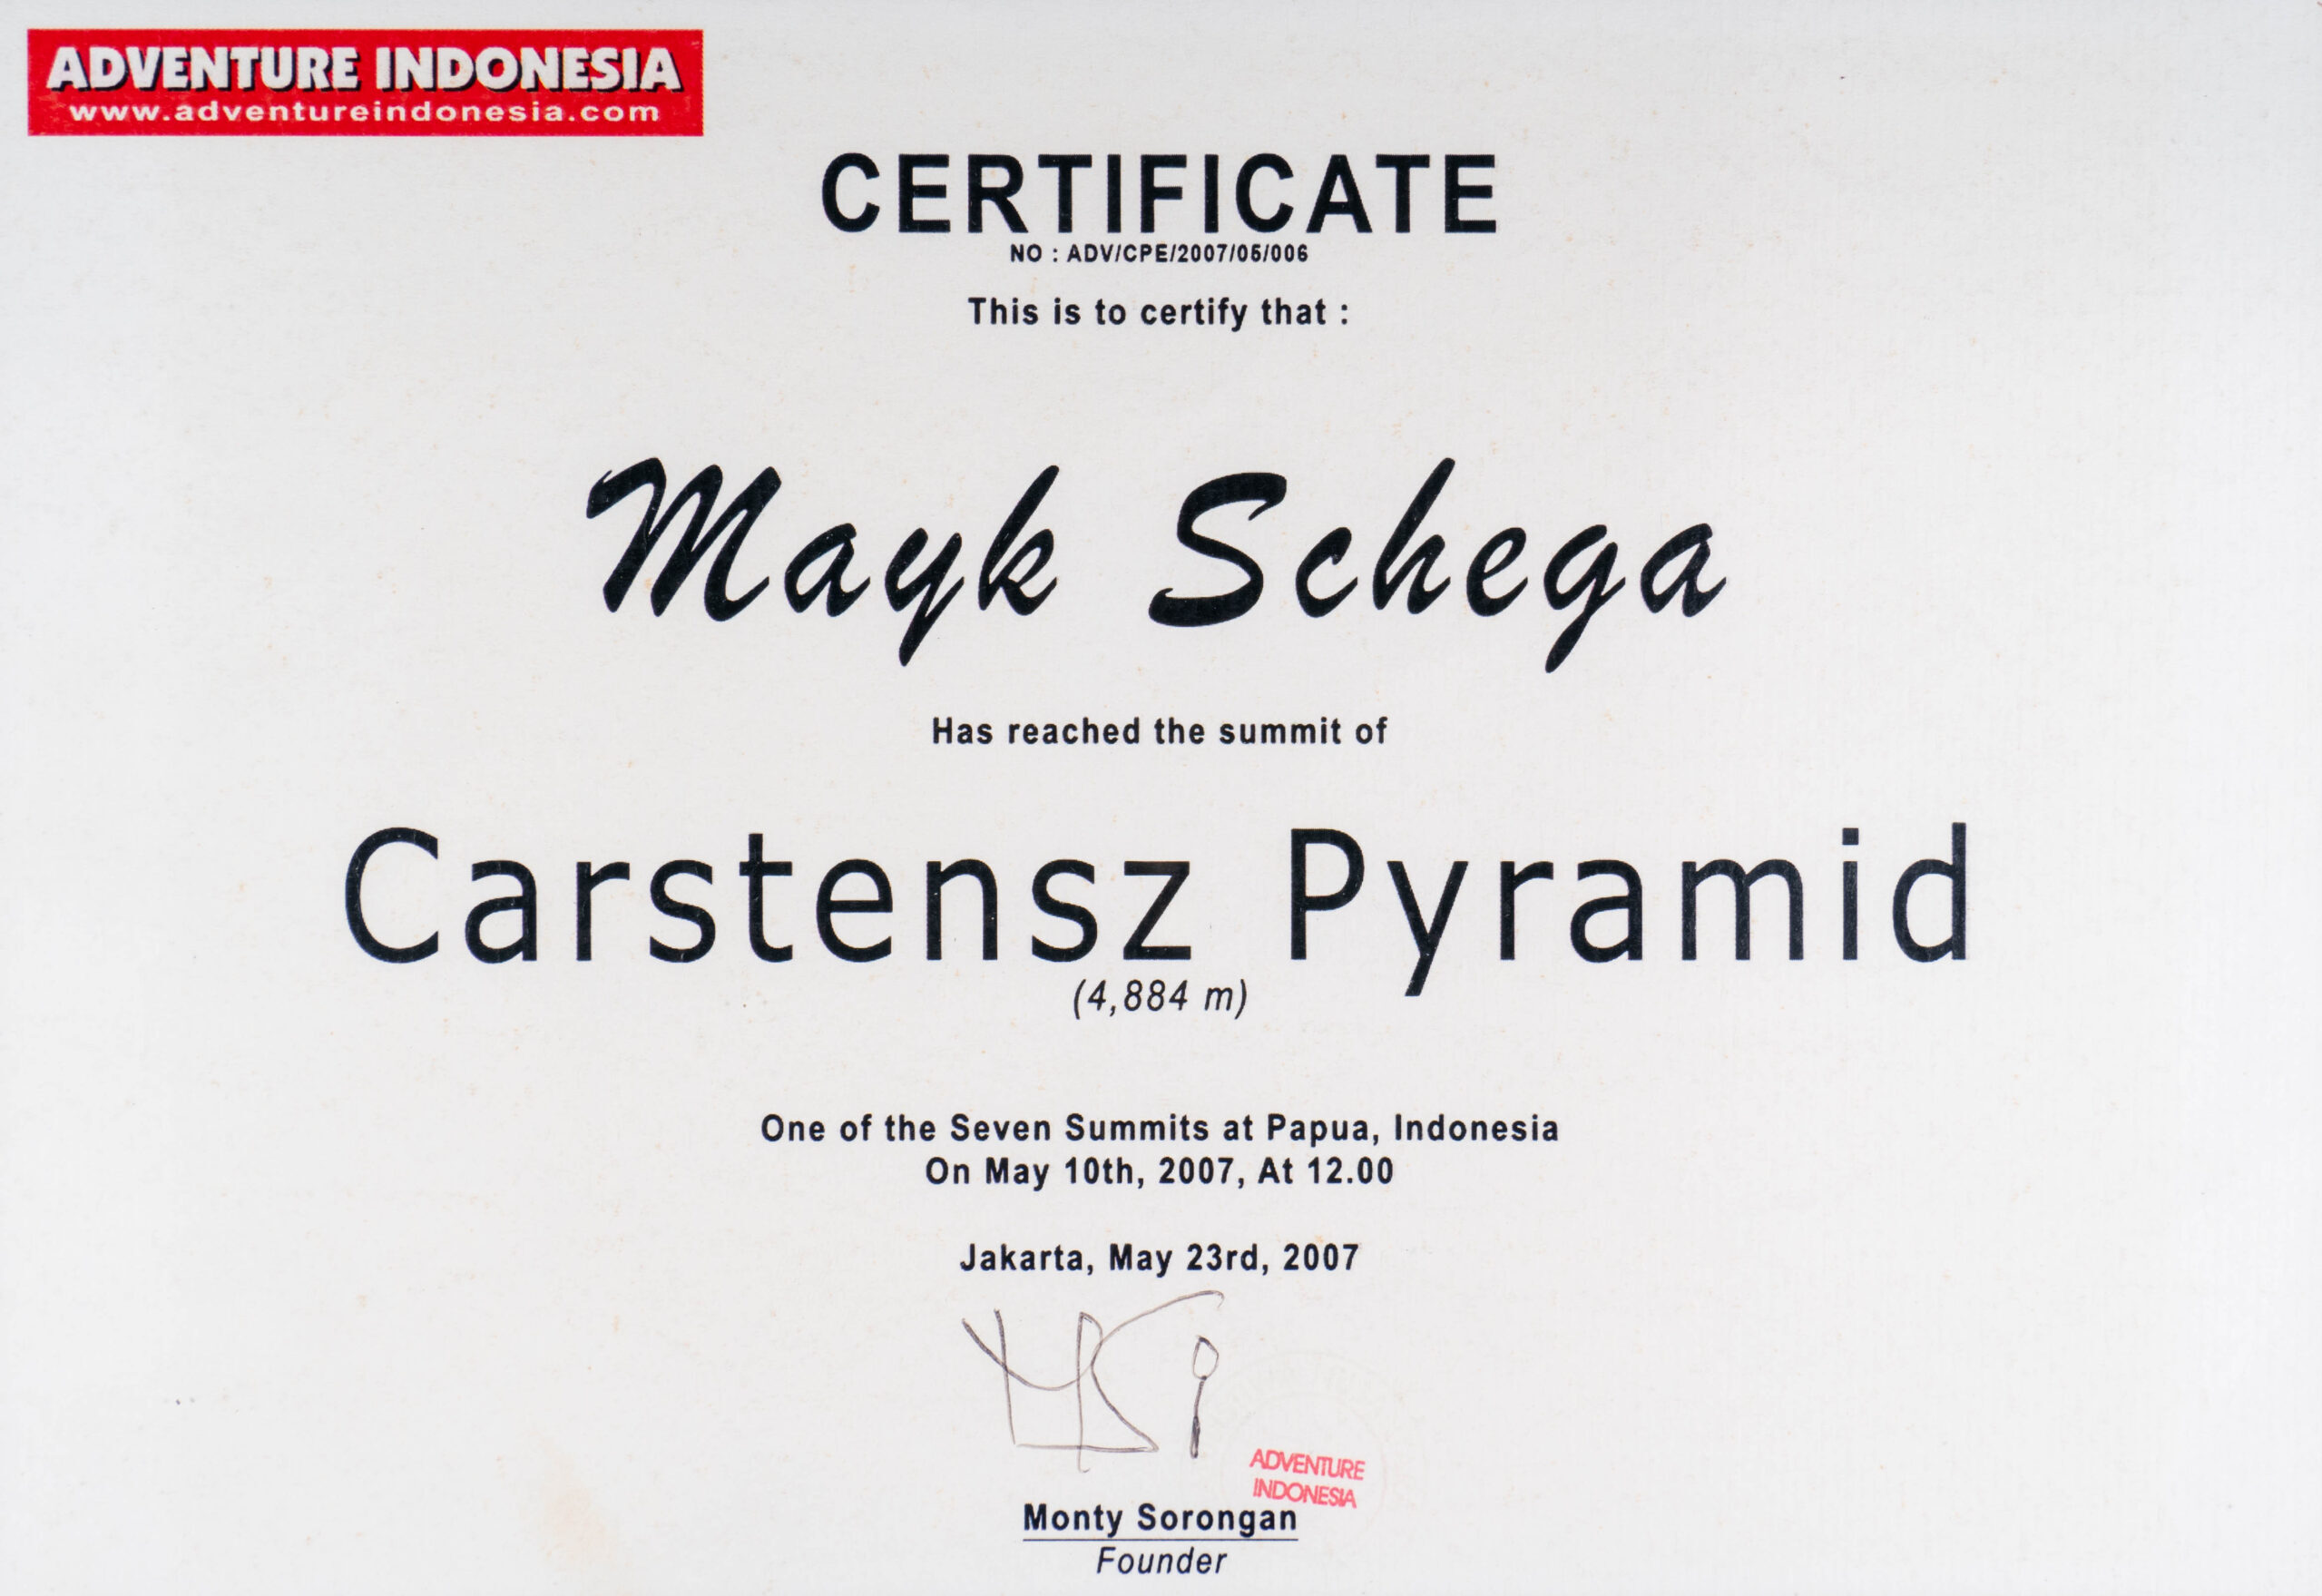 ADVENTURE INDONESIA
www.adventureindonesia.com
CERTIFICATE
NO : ADV/CPE/2007/05/006
This is to certify that :
Mayk Schega
Has reached the summit of
Carstensz Pyramid
(4,884 m)
One of the Seven Summits at Papua, Indonesia
On May 10th, 2007, At 12.00
Jakarta, May 23rd, 2007
ADVENTURE
INDONESIA
Monty Sorongan
Founder